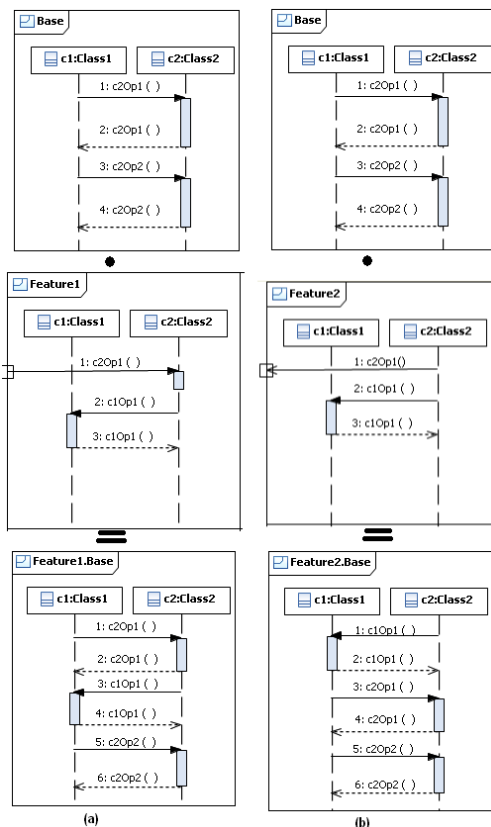 Base
c1:Class1
c2:Class2
1: c2Op1 ( )
2: c2Op1 ( )
3: c2Op2 ( )
4: c2Op2 ( )
Feature1
c1:Class1
c2:Class2
1: c2Op1 ( )
2: c1Op1 ( )
3: c1Op1 ( )
Feature1.Base
c1:Class1
c2:Class2
1: c2Op1 ( )
2: c2Op1 ( )
3: c1Op1 ( )
4: c1Op1 ( )
5: c2Op2 ( )
6: c2Op2 ( )
(a)
Base
c1:Class1
c2:Class2
1: c2Op1 ( )
2: c2Op1 ( )
3: c2Op2 ( )
4: c2Op2 ( )
Feature2
c1:Class1
c2:Class2
1: c2Op1()
2: c1Op1 ( )
3: c1Op1 ( )
Feature2.Base
c1:Class1
c2:Class2
1: c1Op1 ( )
2: c1Op1 ( )
3: c2Op1 ( )
4: c2Op1 ( )
5: c2Op2 ( )
6: c2Op2 ( )
(b)